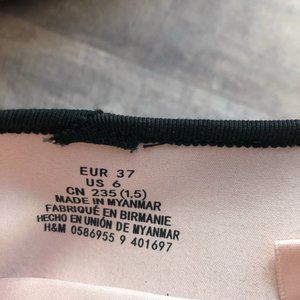 EUR 37
US 6
CN 235 (1,5)
MADE IN MYANMAR
FABRIQUÉ EN BIRMANIE
HECHO EN UNIÓN DE MYANMAR
H&M 0586955 9 401697